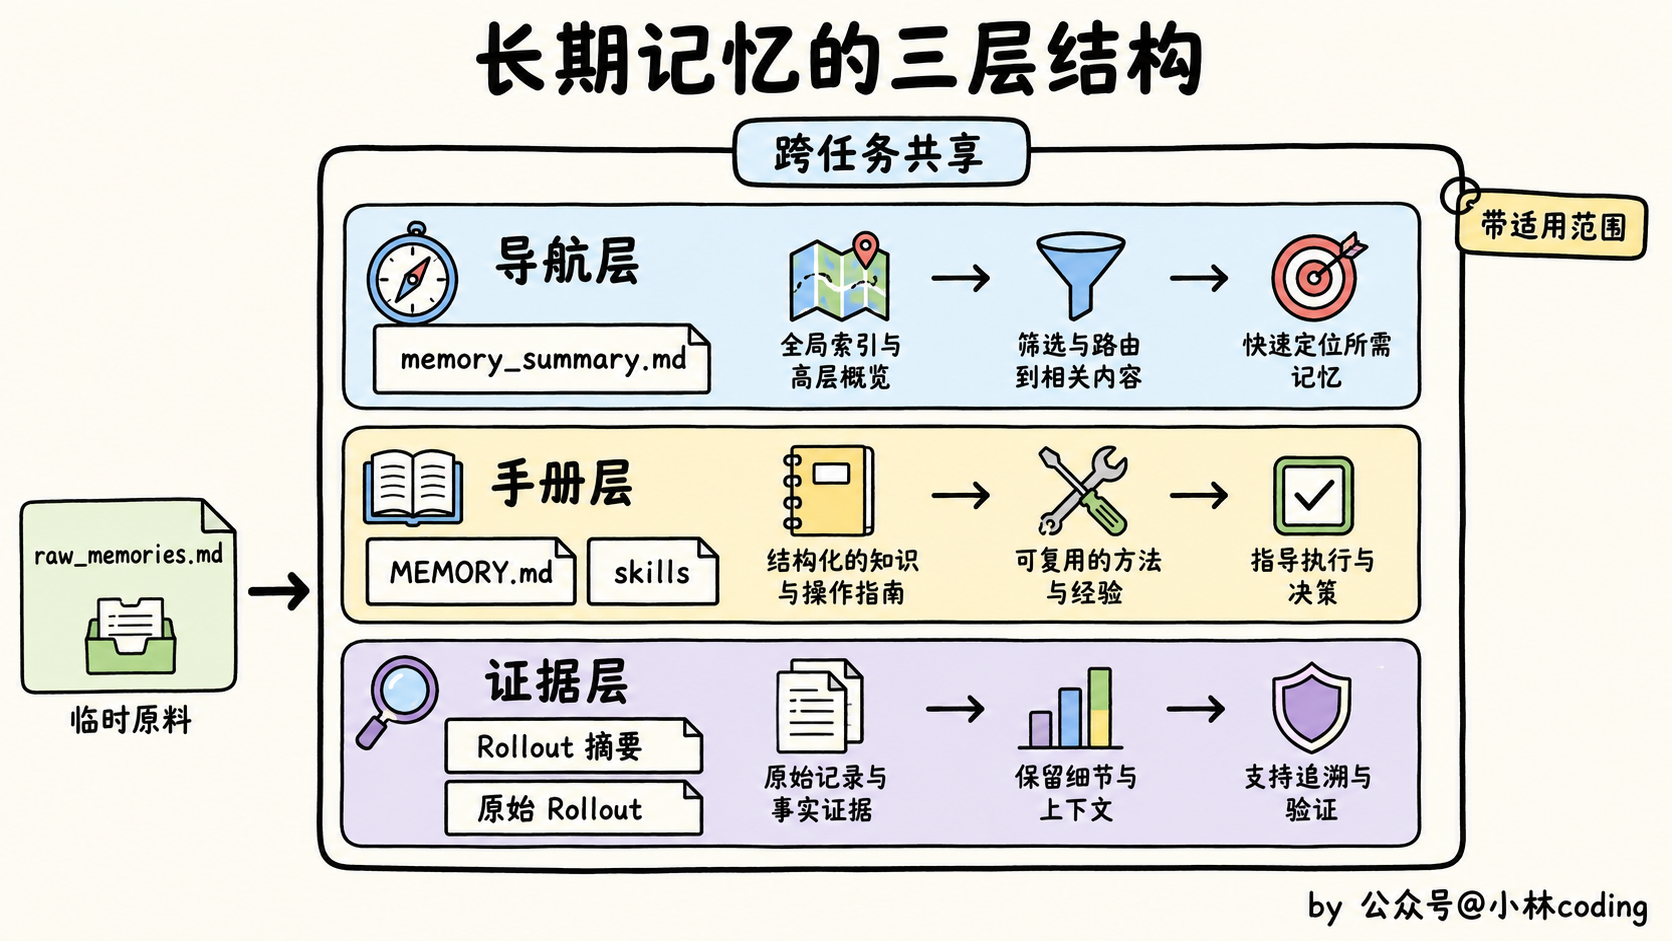 长期记忆的三层结构
跨任务共享
带适用范围
导航层
memory_summary.md
全局索引与
高层概览
筛选与路由
到相关内容
快速定位所需
记忆
手册层
MEMORY.md
skills
结构化的知识
与操作指南
可复用的方法
与经验
指导执行与
决策
raw_memories.md
临时原料
证据层
Rollout 摘要
原始 Rollout
原始记录与
事实证据
保留细节与
上下文
支持追溯与
验证
by 公众号@小林coding